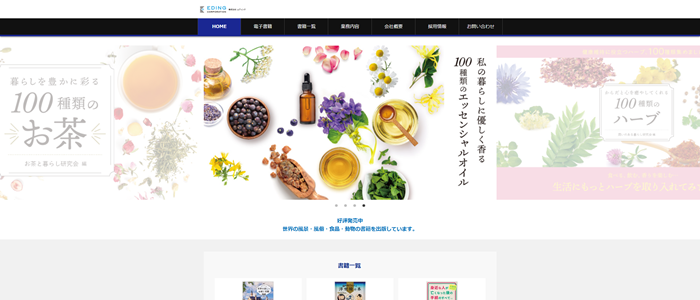 EDING
CORPORATION
HOME
電子書籍
書籍一覧
業務内容
会社概要
採用情報
お問い合わせ
暮らしを豊かに彩る
100種類の
お茶
お茶と暮らし研究会 編
私の暮らしに優しく香る
100種類のエッセンシャルオイル
100種類の
ハーブ
生活にもっとハーブを取り入れてみ
好評発売中
世界の風景・風俗・食品・動物の書籍を出版しています。
書籍一覧